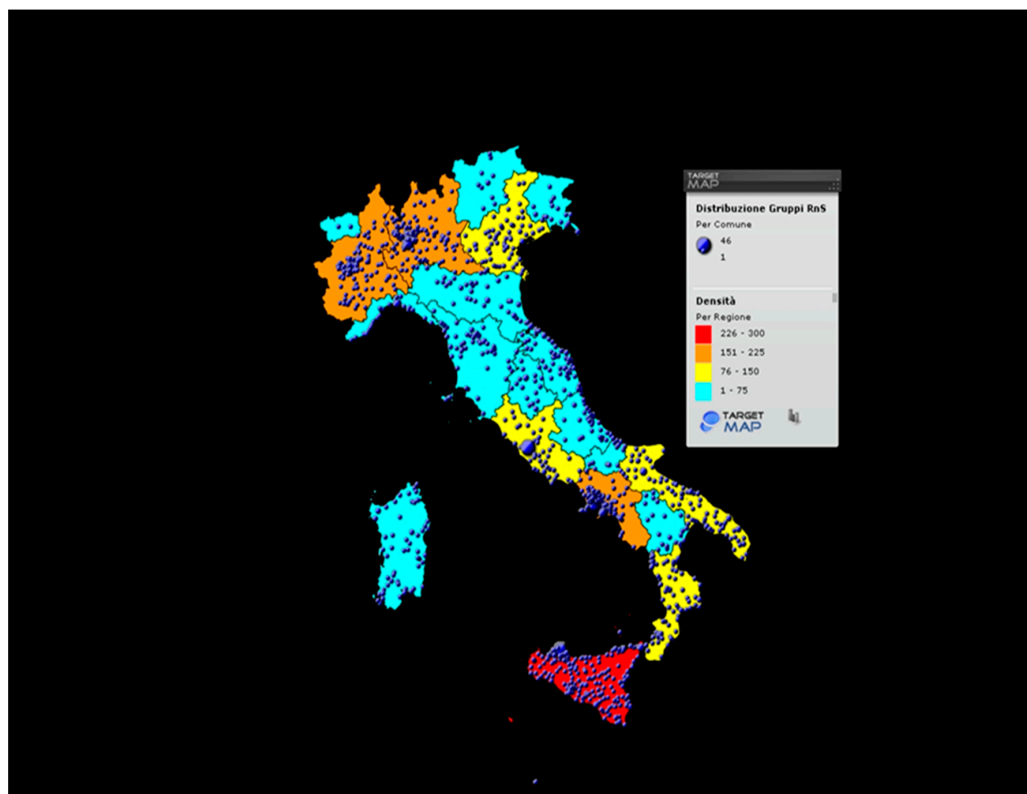 TARGET
MAP
Distribuzione Gruppi RnS
Per Comune
46
1
Densità
Per Regione
226 - 300
151 - 225
76 - 150
1 - 75
TARGET
MAP